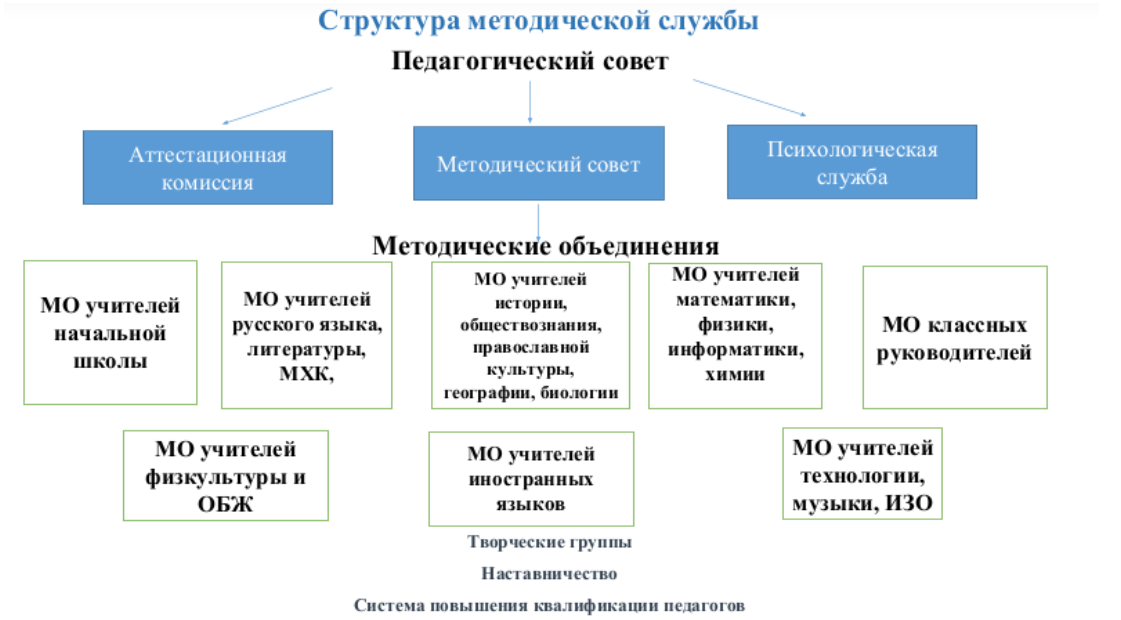 Структура методической службы
Педагогический совет
Аттестационная
комиссия
Методический совет
Психологическая
служба
Методические объединения
МО учителей
начальной
школы
МО учителей
русского языка,
литературы,
МХК,
МО учителей
истории,
обществознания,
православной
культуры,
географии, биологии
МО учителей
математики,
физики,
информатики,
химии
МО классных
руководителей
МО учителей
физкультуры и
ОБЖ
МО учителей
иностранных
языков
МО учителей
технологии,
музыки, ИЗО
Творческие группы
Наставничество
Система повышения квалификации педагогов